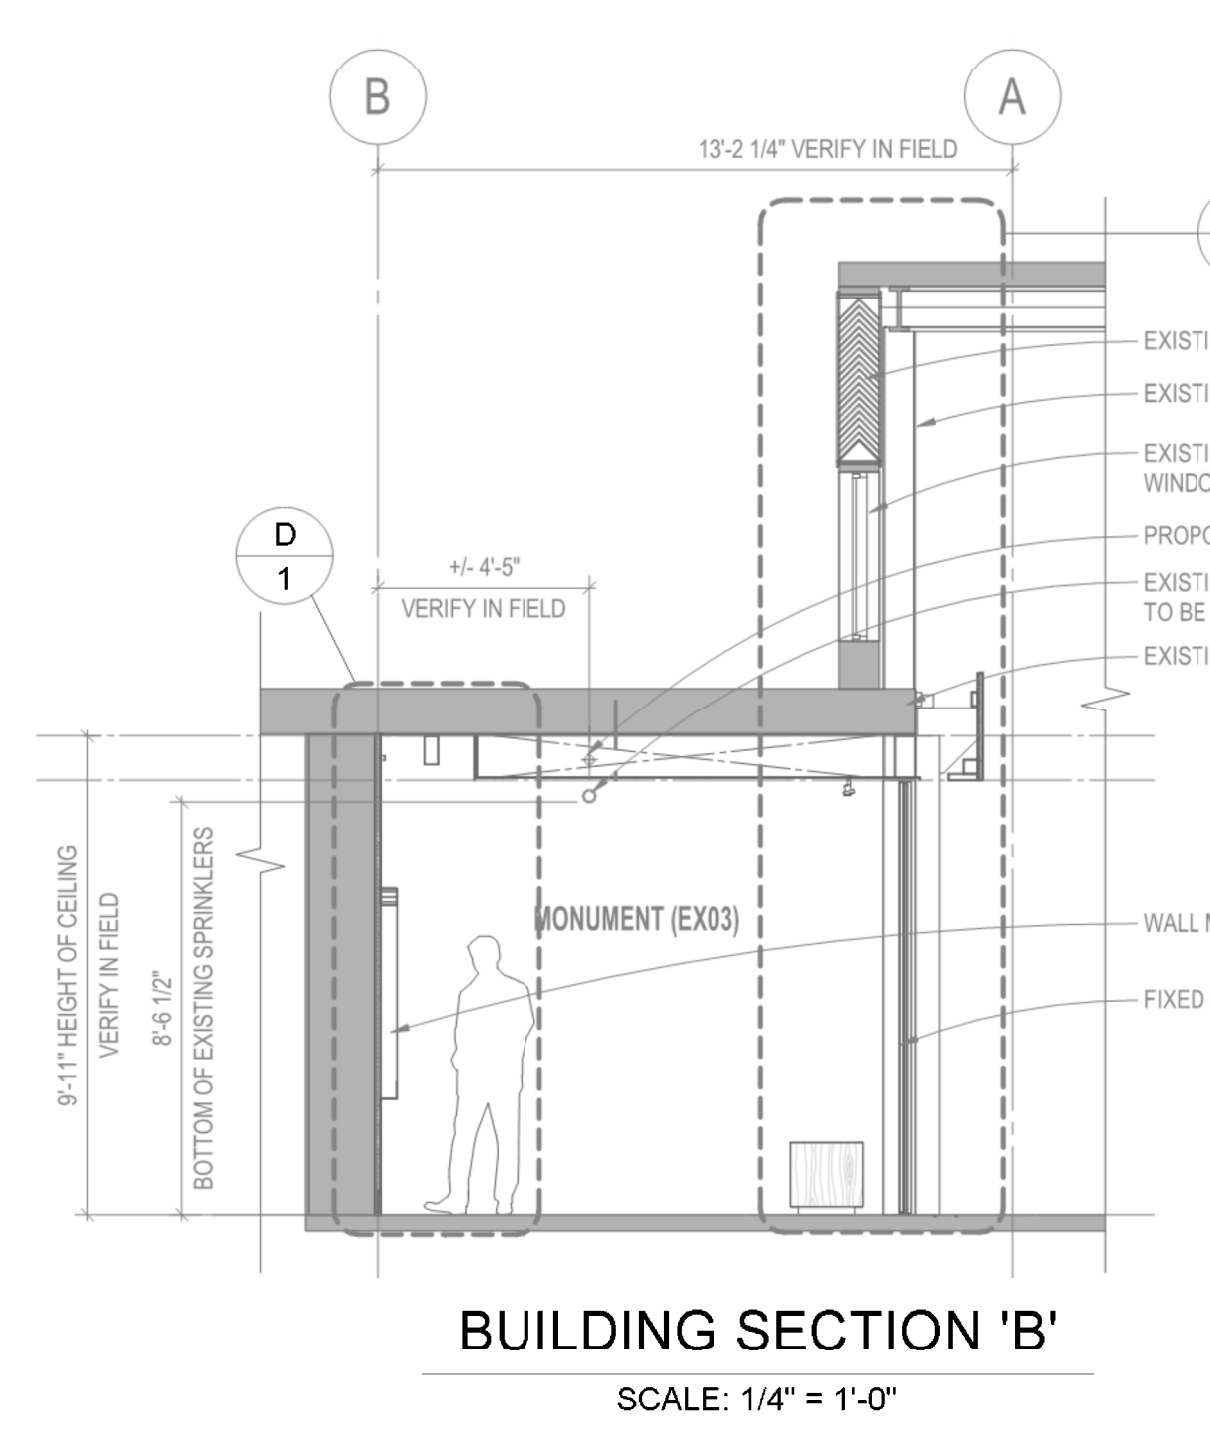 B
A
13'-2 1/4" VERIFY IN FIELD
EXISTI
EXISTI
EXISTI
WINDO
D
1
+/- 4'-5"
VERIFY IN FIELD
PROPO
EXISTI
TO BE
EXISTI
9'-11" HEIGHT OF CEILING
VERIFY IN FIELD
8'-6 1/2"
BOTTOM OF EXISTING SPRINKLERS
MONUMENT (EX03)
WALL
FIXED
BUILDING SECTION 'B'
SCALE: 1/4" = 1'-0"